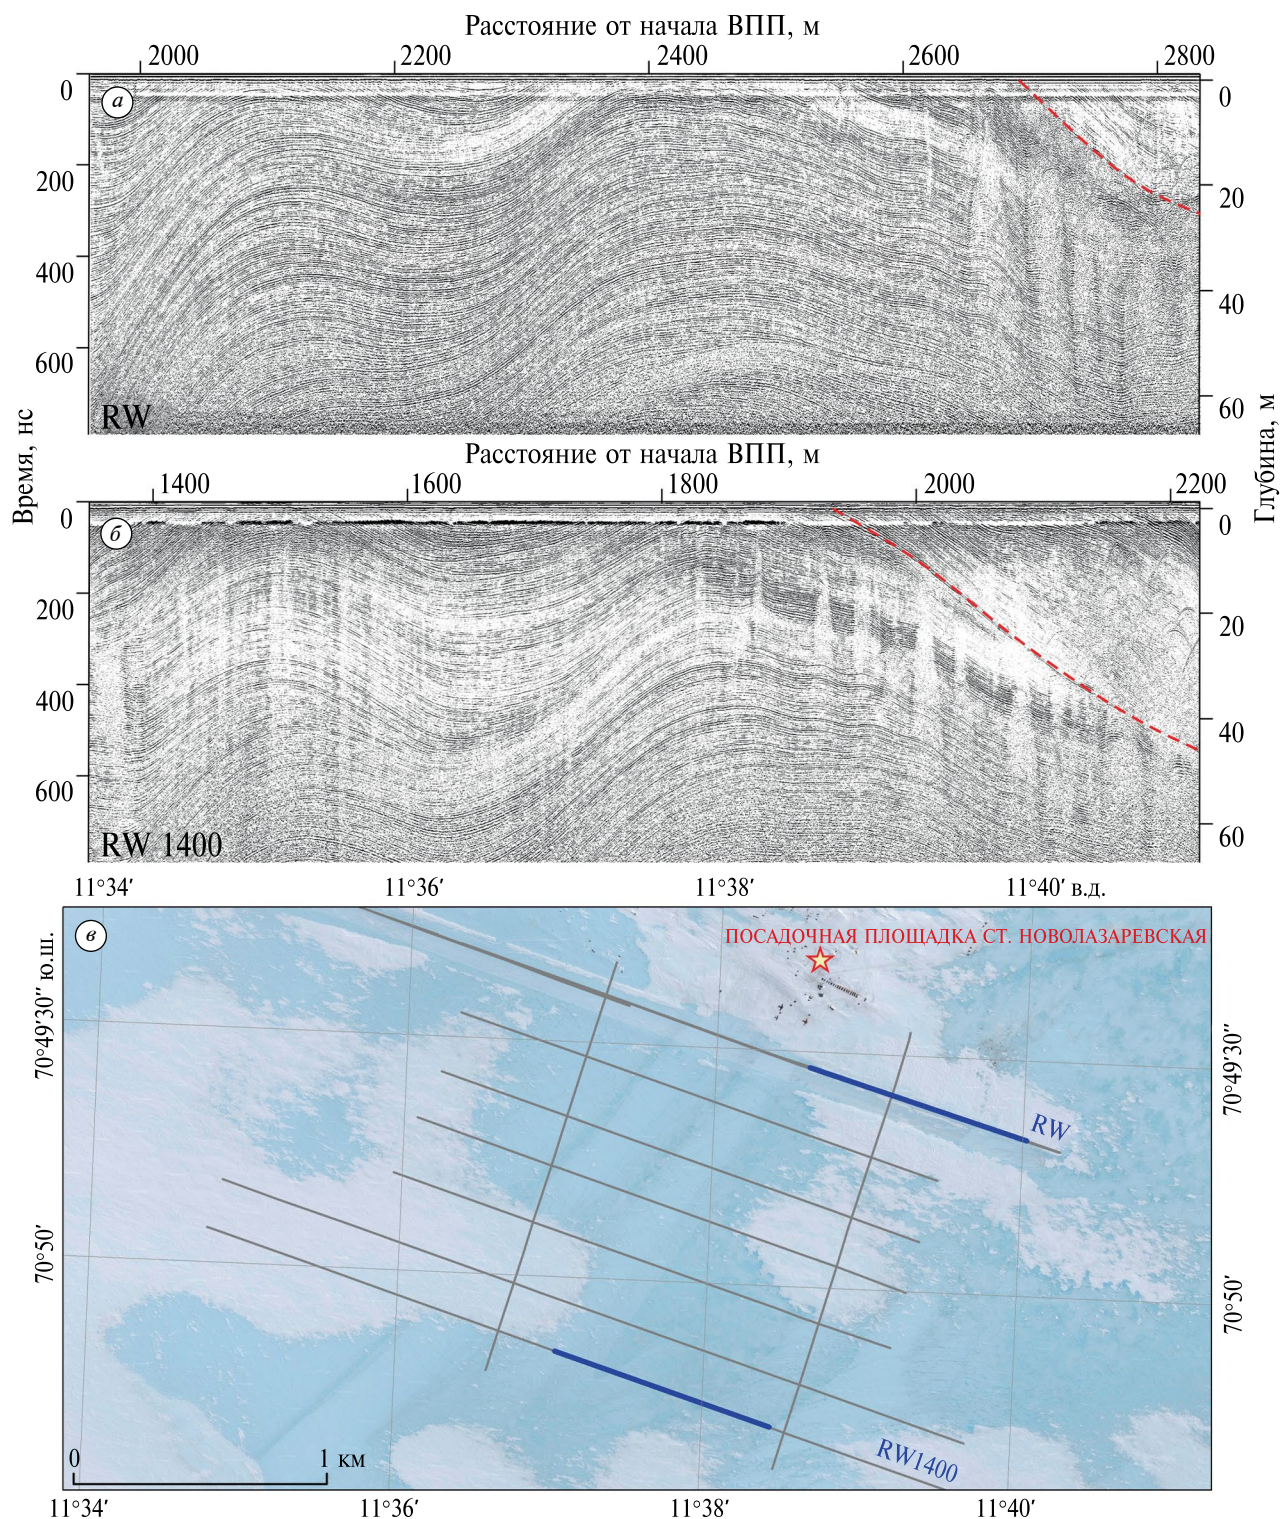 Расстояние от начала ВПП, м
2000 2200 2400 2600 2800
0 а 0
200 20
400 40
600 60
RW
Время, нс
Глубина, м
Расстояние от начала ВПП, м
1400 1600 1800 2000 2200
0 б 0
200 20
400 40
600 60
RW 1400
11°34′ 11°36′ 11°38′ 11°40′ в.д.
в
ПОСАДОЧНАЯ ПЛОЩАДКА СТ. НОВОЛАЗАРЕВСКАЯ
70°49′30″ ю.ш.
70°49′30″
RW
70°50′
70°50′
RW1400
0 1 км
11°34′ 11°36′ 11°38′ 11°40′